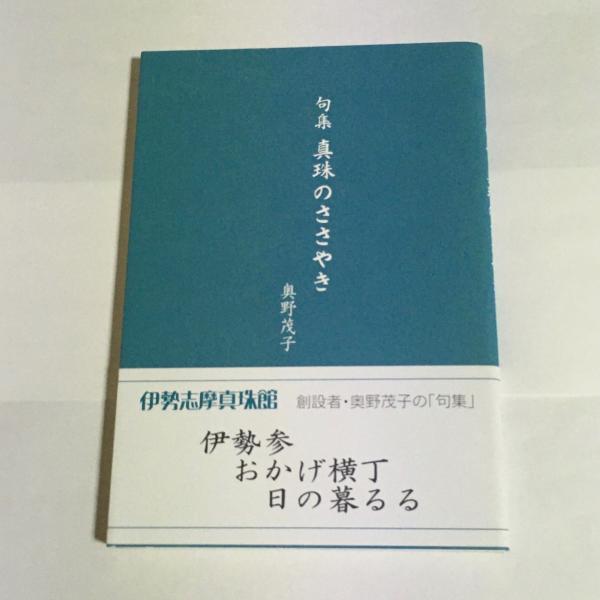 句集 真珠のささやき
奥野茂子
伊勢志摩真珠館 創設者・奥野茂子の「句集」
伊勢参
おかげ横丁
日の暮るる